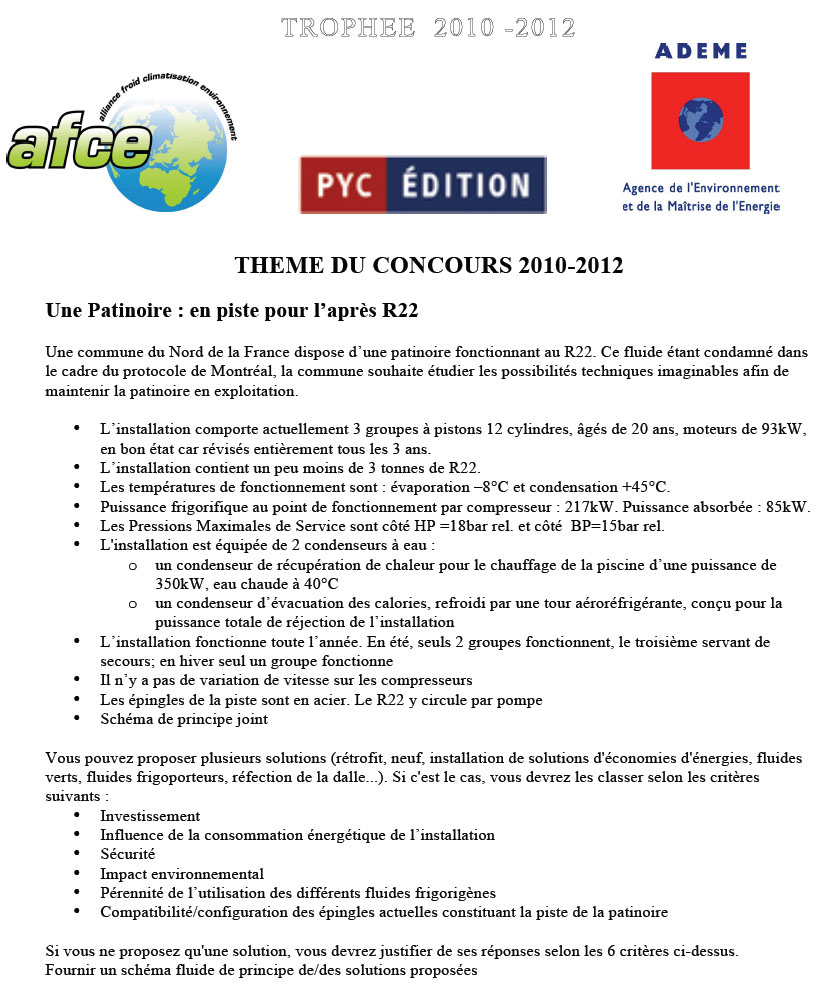 TROPHEE 2010 -2012
ADEME
alliance froid climatisation environnement
afce
PYC ÉDITION
Agence de l'Environnement
et de la Maîtrise de l'Energie
THEME DU CONCOURS 2010-2012
Une Patinoire : en piste pour l'après R22
Une commune du Nord de la France dispose d'une patinoire fonctionnant au R22. Ce fluide étant condamné dans
le cadre du protocole de Montréal, la commune souhaite étudier les possibilités techniques imaginables afin de
maintenir la patinoire en exploitation.
• L'installation comporte actuellement 3 groupes à pistons 12 cylindres, âgés de 20 ans, moteurs de 93kW,
en bon état car révisés entièrement tous les 3 ans.
• L'installation contient un peu moins de 3 tonnes de R22.
• Les températures de fonctionnement sont : évaporation –8°C et condensation +45°C.
• Puissance frigorifique au point de fonctionnement par compresseur : 217kW. Puissance absorbée : 85kW.
• Les Pressions Maximales de Service sont côté HP =18bar rel. et côté BP=15bar rel.
• L'installation est équipée de 2 condenseurs à eau :
o un condenseur de récupération de chaleur pour le chauffage de la piscine d'une puissance de
350kW, eau chaude à 40°C
o un condenseur d'évacuation des calories, refroidi par une tour aéroréfrigérante, conçu pour la
puissance totale de réjection de l'installation
• L'installation fonctionne toute l'année. En été, seuls 2 groupes fonctionnent, le troisième servant de
secours; en hiver seul un groupe fonctionne
• Il n'y a pas de variation de vitesse sur les compresseurs
• Les épingles de la piste sont en acier. Le R22 y circule par pompe
• Schéma de principe joint
Vous pouvez proposer plusieurs solutions (rétrofit, neuf, installation de solutions d'économies d'énergies, fluides
verts, fluides frigoporteurs, réfection de la dalle...). Si c'est le cas, vous devrez les classer selon les critères
suivants :
• Investissement
• Influence de la consommation énergétique de l'installation
• Sécurité
• Impact environnemental
• Pérennité de l'utilisation des différents fluides frigorigènes
• Compatibilité/configuration des épingles actuelles constituant la piste de la patinoire
Si vous ne proposez qu'une solution, vous devrez justifier de ses réponses selon les 6 critères ci-dessus.
Fournir un schéma fluide de principe de/des solutions proposées